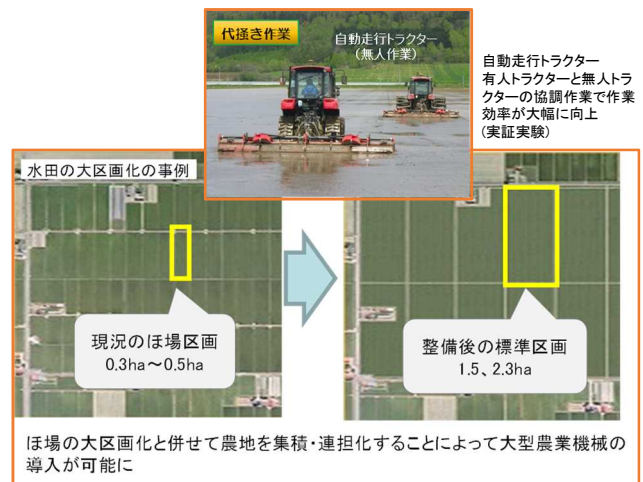 代掻き作業
自動走行トラクター
(無人作業)
自動走行トラクター
有人トラクターと無人トラ
クターの協調作業で作業
効率が大幅に向上
(実証実験)
水田の大区画化の事例
現況のほ場区画
0.3ha～0.5ha
整備後の標準区画
1.5、2.3ha
ほ場の大区画化と併せて農地を集積・連担化することによって大型農業機械の
導入が可能に